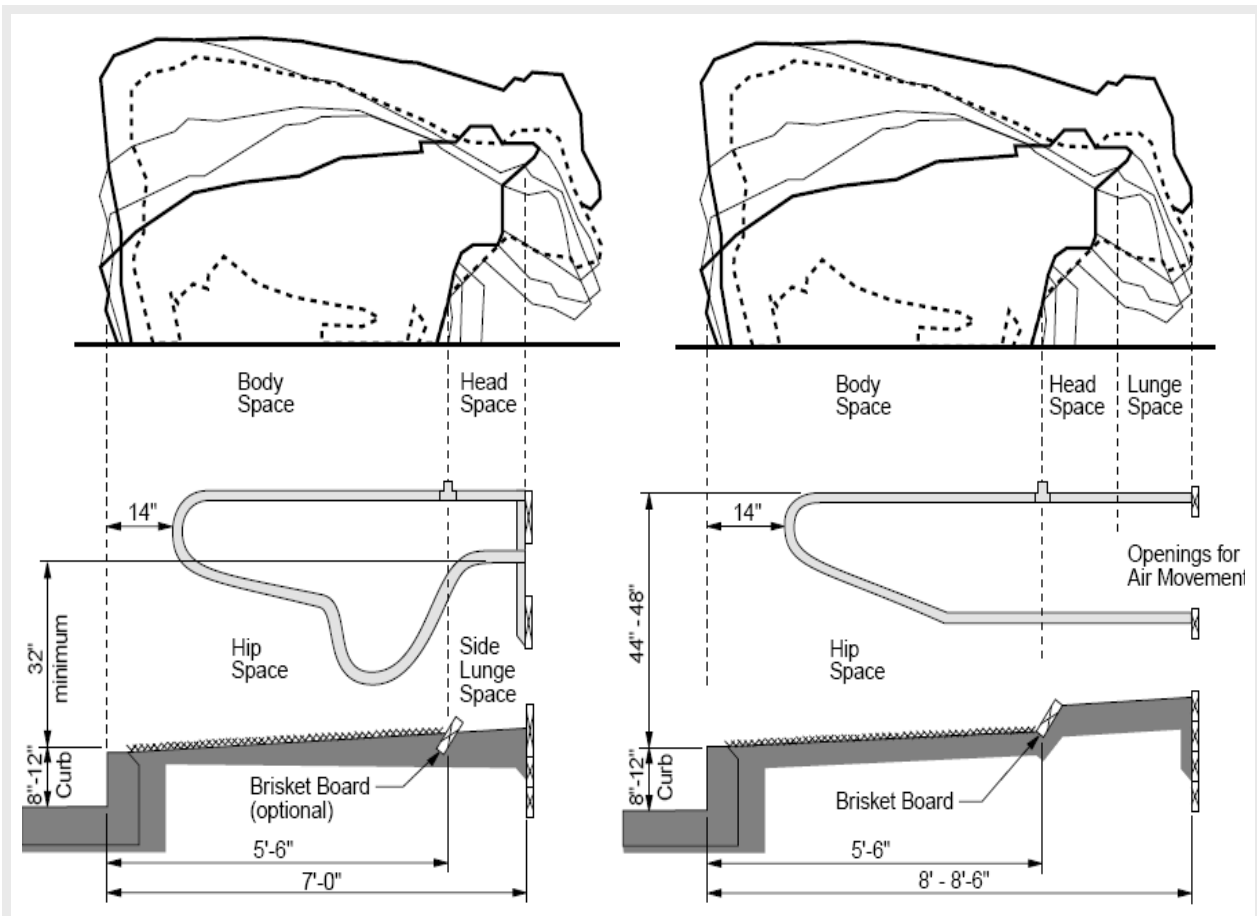 Body
Space
Head
Space
14"
32"
minimum
Hip
Space
Side
Lunge
Space
8"-12"
Curb
Brisket Board
(optional)
5'-6"
7'-0"
Body
Space
Head
Space
Lunge
Space
14"
44" - 48"
Openings for
Air Movement
Hip
Space
8"-12"
Curb
Brisket Board
5'-6"
8' - 8'-6"